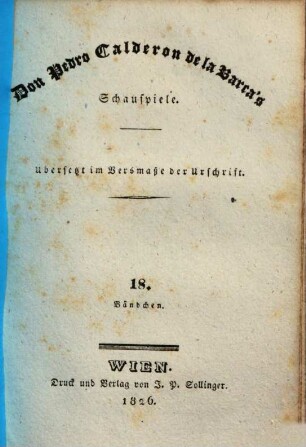 Don Pedro Calderon de la Barca's
Schauspiele.
Übersetzt im Versmaße der Urschrift.
18.
Bändchen.
WIEN.
Druck und Verlag von J. P. Sollinger.
1826.